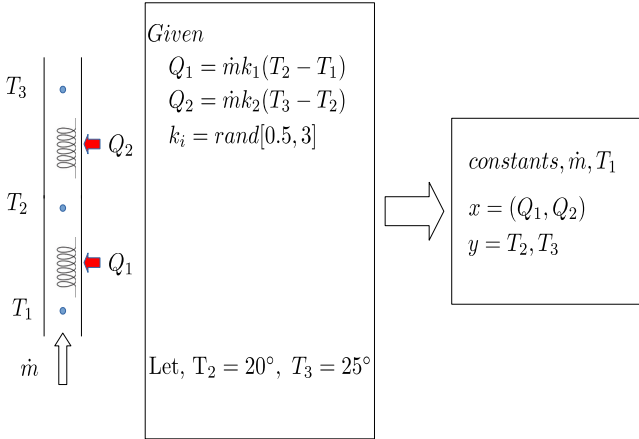 T₃
Q₂
T₂
Q₁
T₁
ṁ
Given
Q₁ = ṁk₁(T₂ − T₁)
Q₂ = ṁk₂(T₃ − T₂)
kᵢ = rand[0.5, 3]
Let, T₂ = 20°, T₃ = 25°
constants, ṁ, T₁
x = (Q₁, Q₂)
y = T₂, T₃